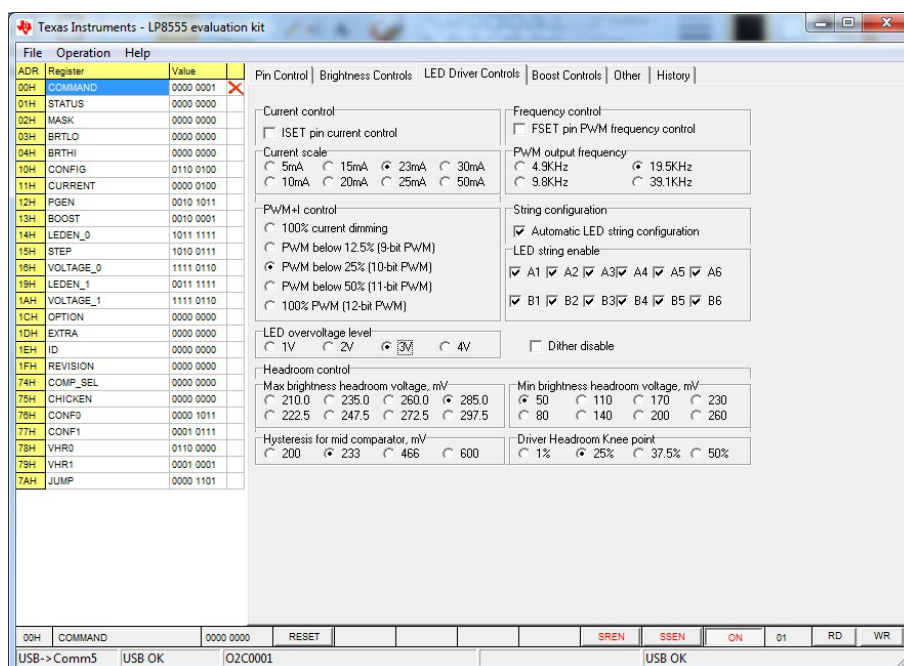 Texas Instruments - LP8555 evaluation kit
File Operation Help
ADR Register Value
00H COMMAND 0000 0001
01H STATUS 0000 0000
02H MASK 0000 0000
03H BRTLO 0000 0000
04H BRTHI 0000 0000
10H CONFIG 0110 0100
11H CURRENT 0000 0100
12H PGEN 0010 1011
13H BOOST 0010 0001
14H LEDEN_0 1011 1111
15H STEP 1010 0111
16H VOLTAGE_0 1111 0110
19H LEDEN_1 0011 1111
1AH VOLTAGE_1 1111 0110
1CH OPTION 0000 0000
1DH EXTRA 0000 0000
1EH ID 0000 0000
1FH REVISION 0000 0000
74H COMP_SEL 0000 0000
75H CHICKEN 0000 0000
76H CONF0 0000 1011
77H CONF1 0001 0111
78H VHR0 0110 0000
79H VHR1 0001 0001
7AH JUMP 0000 1101
Pin Control Brightness Controls LED Driver Controls Boost Controls Other History
Current control
ISET pin current control
Current scale
5mA 15mA 23mA 30mA
10mA 20mA 25mA 50mA
PWM+I control
100% current dimming
PWM below 12.5% (9-bit PWM)
PWM below 25% (10-bit PWM)
PWM below 50% (11-bit PWM)
100% PWM (12-bit PWM)
LED overvoltage level
1V 2V 3V 4V
Frequency control
FSET pin PWM frequency control
PWM output frequency
4.9KHz 19.5KHz
9.8KHz 39.1KHz
String configuration
Automatic LED string configuration
LED string enable
A1 A2 A3 A4 A5 A6
B1 B2 B3 B4 B5 B6
Dither disable
Headroom control
Max brightness headroom voltage, mV
210.0 235.0 260.0 285.0
222.5 247.5 272.5 297.5
Min brightness headroom voltage, mV
50 110 170 230
80 140 200 260
Hysteresis for mid comparator, mV
200 233 466 600
Driver Headroom Knee point
1% 25% 37.5% 50%
00H COMMAND 0000 0000 RESET SREN SSEN ON 01 RD WR
USB->Comm5 USB OK 02C0001 USB OK